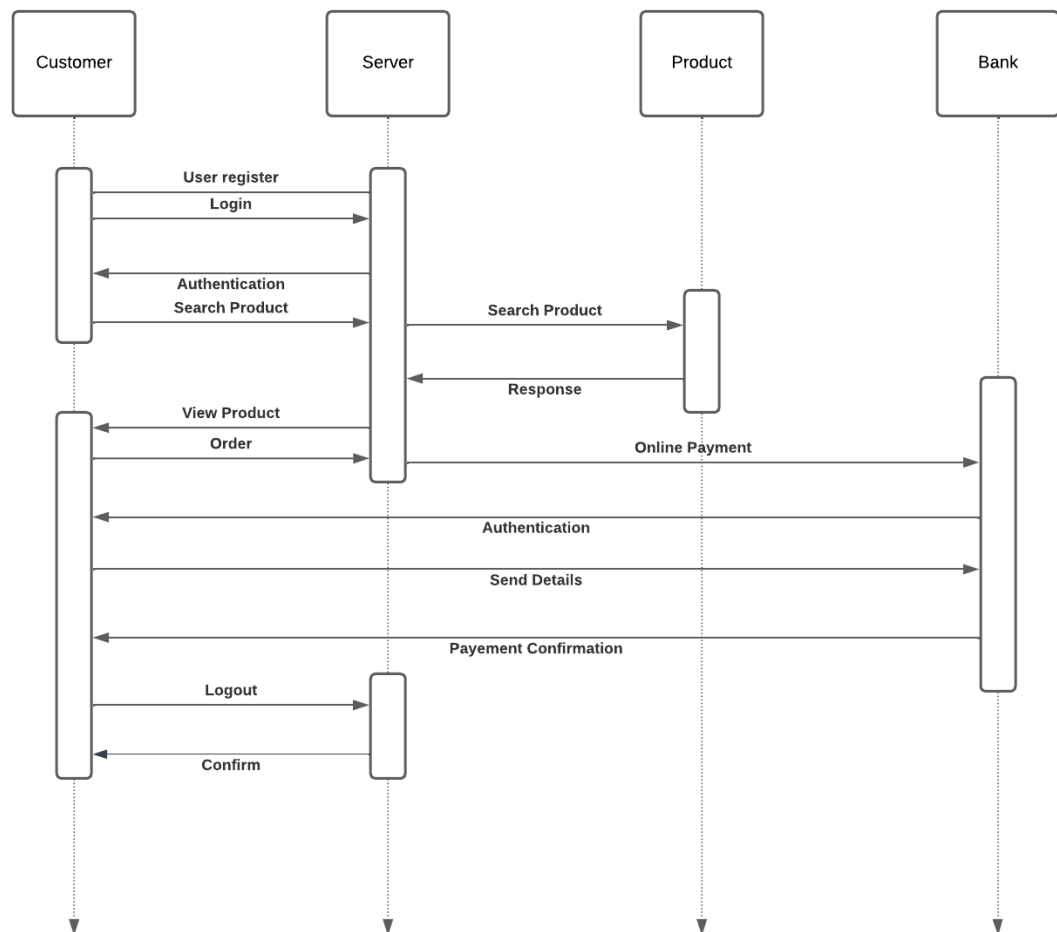 Customer
Server
Product
Bank
User register
Login
Authentication
Search Product
Search Product
Response
View Product
Order
Online Payment
Authentication
Send Details
Payement Confirmation
Logout
Confirm